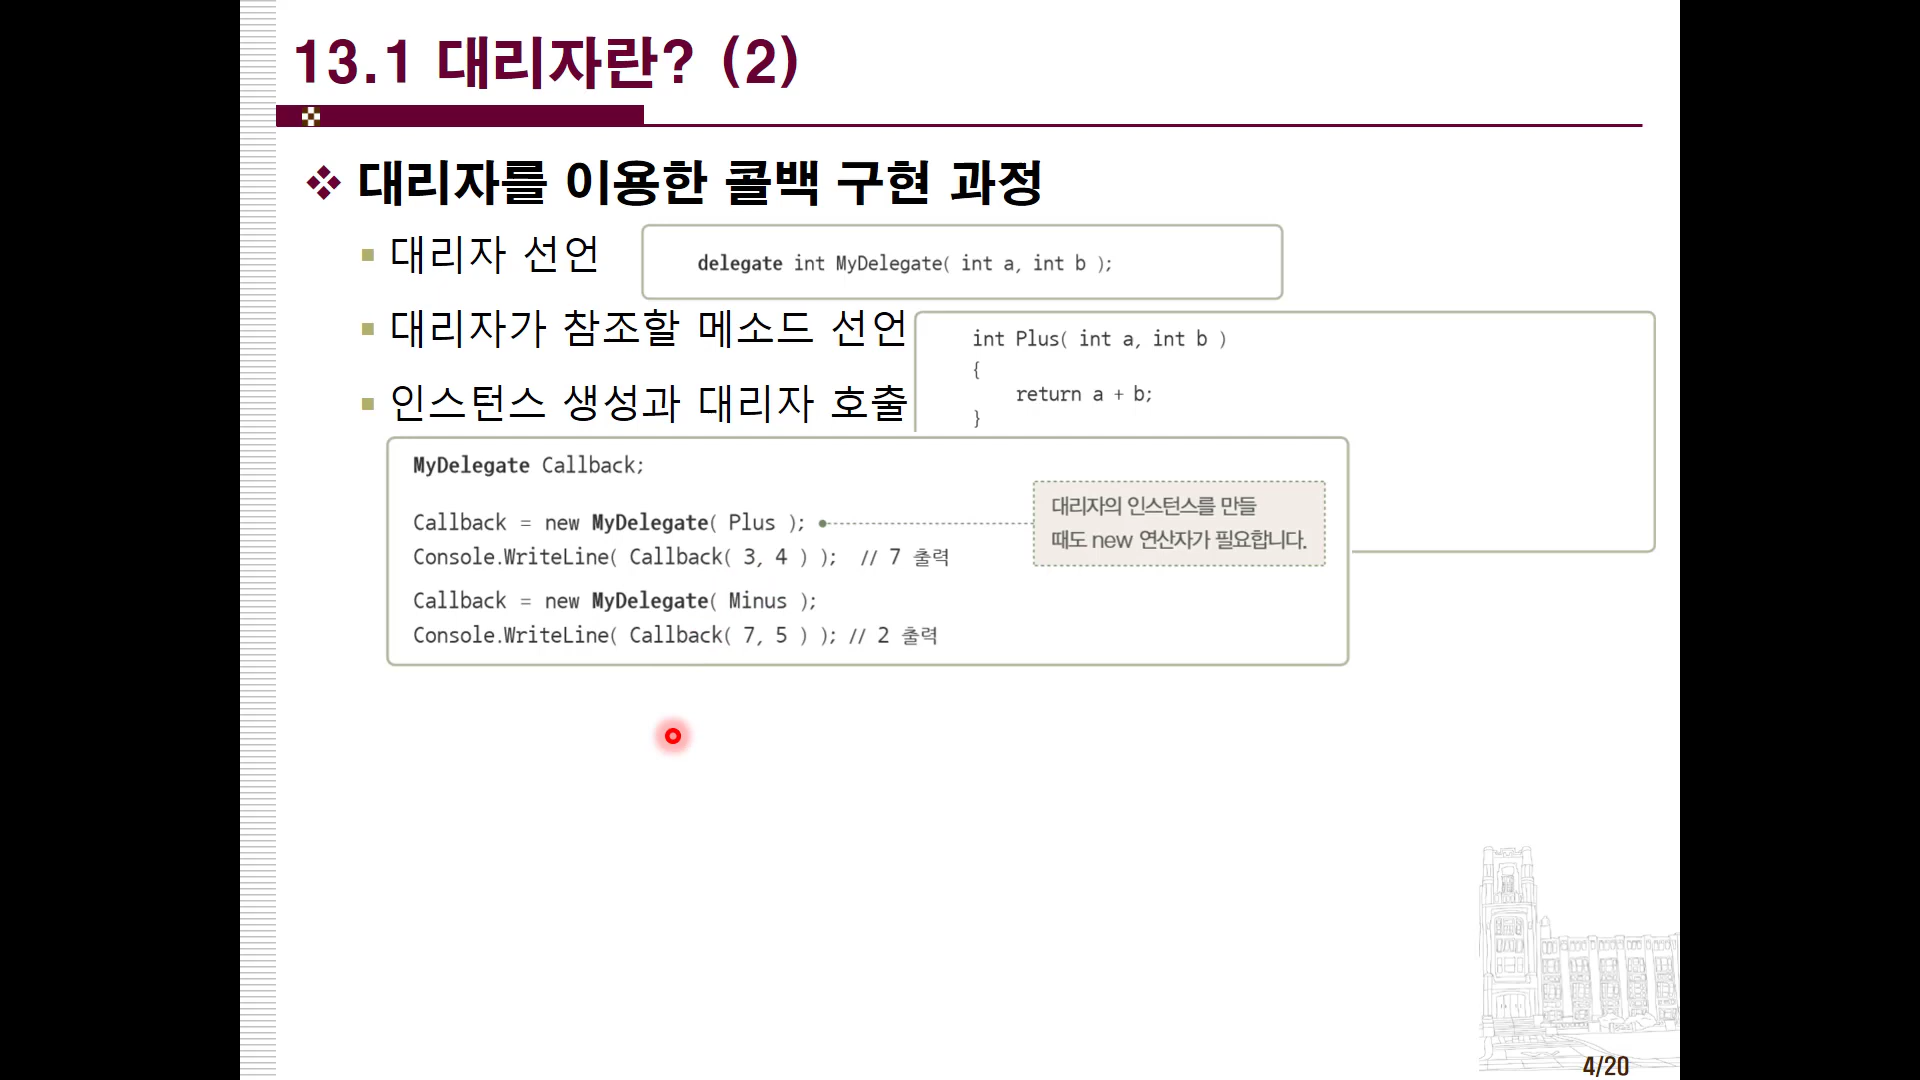 13.1 대리자란? (2)
대리자를 이용한 콜백 구현 과정
대리자 선언
delegate int MyDelegate( int a, int b );
대리자가 참조할 메소드 선언
int Plus( int a, int b )
{
return a + b;
}
인스턴스 생성과 대리자 호출
MyDelegate Callback;
Callback = new MyDelegate( Plus );
대리자의 인스턴스를 만들
때도 new 연산자가 필요합니다.
Console.WriteLine( Callback( 3, 4 ) ); // 7 출력
Callback = new MyDelegate( Minus );
Console.WriteLine( Callback( 7, 5 ) ); // 2 출력
4/20